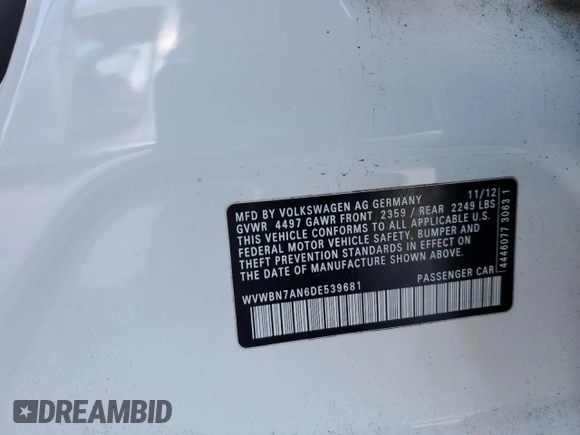 MFD BY VOLKSWAGEN AG GERMANY 11/12
GVWR 4497 GAWR FRONT 2359 / REAR 2249 LBS
THIS VEHICLE CONFORMS TO ALL APPLICABLE U.S.
FEDERAL MOTOR VEHICLE SAFETY, BUMPER AND
THEFT PREVENTION STANDARDS IN EFFECT ON THE
DATE OF MANUFACTURE SHOWN ABOVE.
WVWBN7AN6DE539681 PASSENGER CAR
4446077 30631
DREAMBID